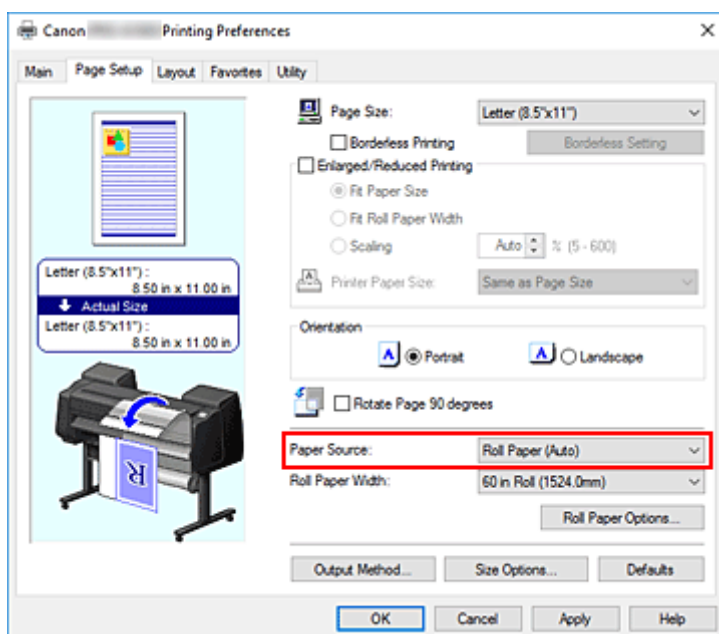 Canon Printing Preferences
Main Page Setup Layout Favorites Utility
Page Size: Letter (8.5"x11")
Borderless Printing Borderless Setting
Enlarged/Reduced Printing
Fit Paper Size
Fit Roll Paper Width
Scaling Auto % (5 - 600)
Printer Paper Size: Same as Page Size
Letter (8.5"x11") :
8.50 in x 11.00 in
Actual Size
Letter (8.5"x11") :
8.50 in x 11.00 in
Orientation
A Portrait A Landscape
Rotate Page 90 degrees
Paper Source: Roll Paper (Auto)
Roll Paper Width: 60 in Roll (1524.0mm)
Roll Paper Options...
R
Output Method... Size Options... Defaults
OK Cancel Apply Help